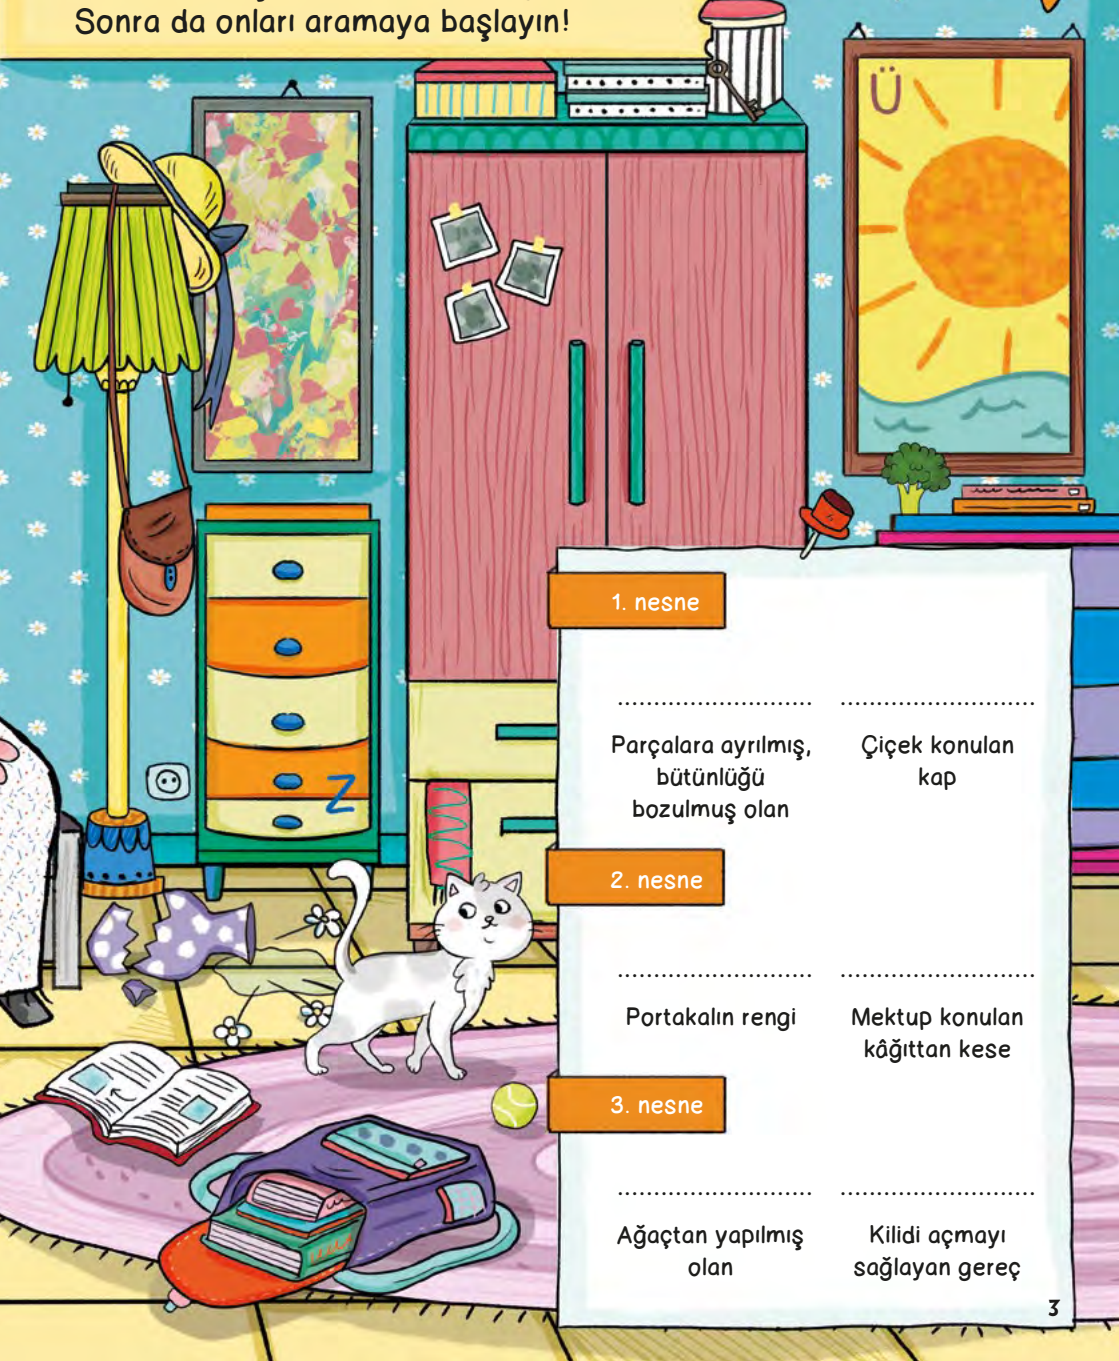 Sonra da onları aramaya başlayın!
Ü
Z
1. nesne
Parçalara ayrılmış,
bütünlüğü
bozulmuş olan
Çiçek konulan
kap
2. nesne
Portakalın rengi
Mektup konulan
kâğıttan kese
3. nesne
Ağaçtan yapılmış
olan
Kilidi açmayı
sağlayan gereç
3